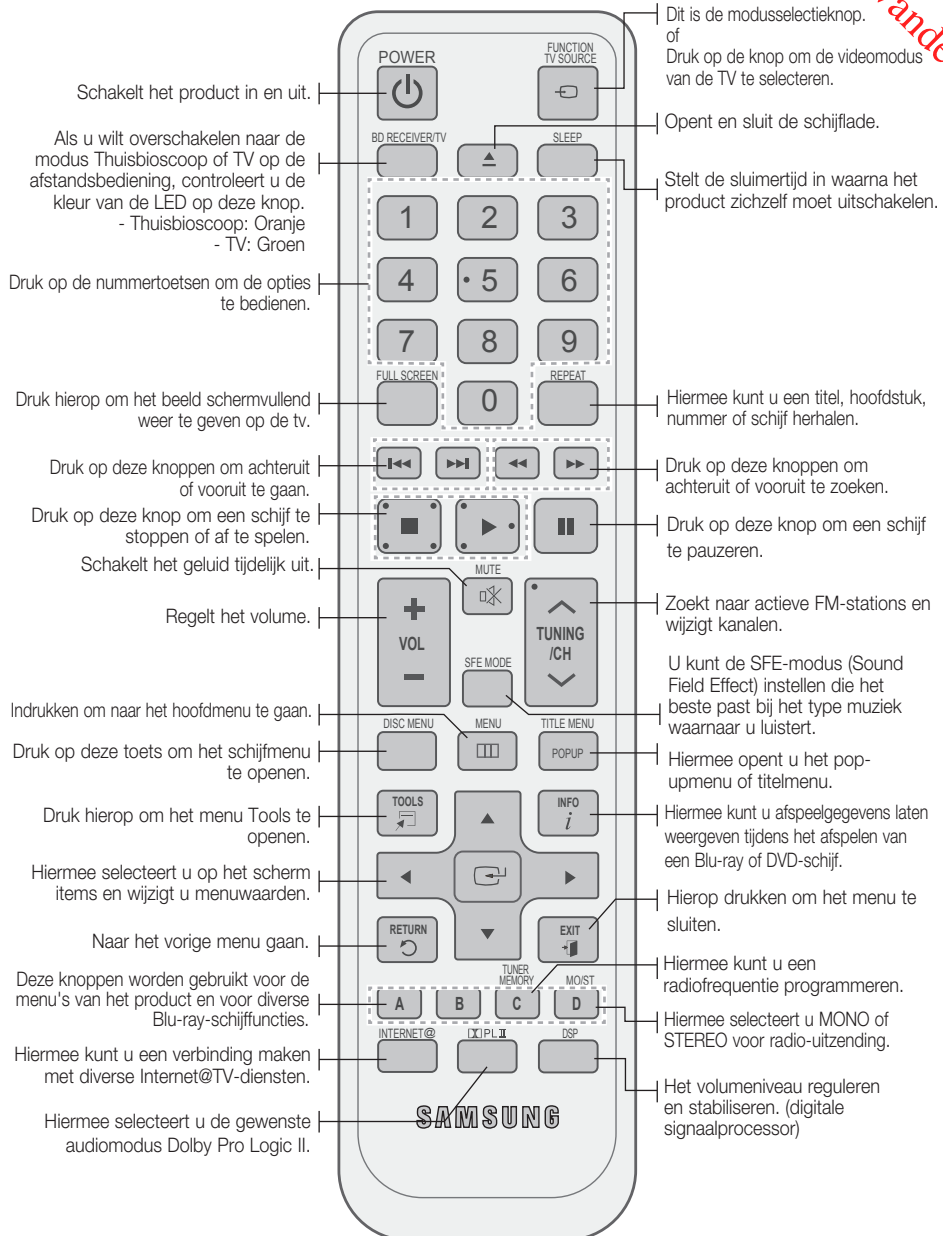 Dit is de modusselectieknop.
of
Druk op de knop om de videomodus
van de TV te selecteren.
POWER
FUNCTION
TV SOURCE
Schakelt het product in en uit.
Opent en sluit de schijflade.
Als u wilt overschakelen naar de
modus Thuisbioscoop of TV op de
afstandsbediening, controleert u de
kleur van de LED op deze knop.
- Thuisbioscoop: Oranje
- TV: Groen
BD RECEIVER/TV
SLEEP
Stelt de sluimertijd in waarna het
product zichzelf moet uitschakelen.
1 2 3
4 5 6
7 8 9
0
Druk op de nummertoetsen om de opties
te bedienen.
FULL SCREEN
REPEAT
Druk hierop om het beeld schermvullend
weer te geven op de tv.
Hiermee kunt u een titel, hoofdstuk,
nummer of schijf herhalen.
Druk op deze knoppen om achteruit
of vooruit te gaan.
Druk op deze knoppen om
achteruit of vooruit te zoeken.
Druk op deze knop om een schijf te
stoppen of af te spelen.
Druk op deze knop om een schijf
te pauzeren.
Schakelt het geluid tijdelijk uit.
MUTE
Regelt het volume.
VOL
TUNING
/CH
Zoekt naar actieve FM-stations en
wijzigt kanalen.
SFE MODE
U kunt de SFE-modus (Sound
Field Effect) instellen die het
beste past bij het type muziek
waarnaar u luistert.
Indrukken om naar het hoofdmenu te gaan.
DISC MENU
MENU
TITLE MENU
POPUP
Druk op deze toets om het schijfmenu
te openen.
Hiermee opent u het pop-
upmenu of titelmenu.
TOOLS
INFO
i
Druk hierop om het menu Tools te
openen.
Hiermee kunt u afspeelgegevens laten
weergeven tijdens het afspelen van
een Blu-ray of DVD-schijf.
Hiermee selecteert u op het scherm
items en wijzigt u menuwaarden.
Hierop drukken om het menu te
sluiten.
RETURN
EXIT
Naar het vorige menu gaan.
Hiermee kunt u een
radiofrequentie programmeren.
Deze knoppen worden gebruikt voor de
menu's van het product en voor diverse
Blu-ray-schijffuncties.
TUNER
MEMORY
MO/ST
A B C D
Hiermee selecteert u MONO of
STEREO voor radio-uitzending.
INTERNET@
PL II
DSP
Hiermee kunt u een verbinding maken
met diverse Internet@TV-diensten.
Het volumeniveau reguleren
en stabiliseren. (digitale
signaalprocessor)
Hiermee selecteert u de gewenste
audiomodus Dolby Pro Logic II.
SAMSUNG